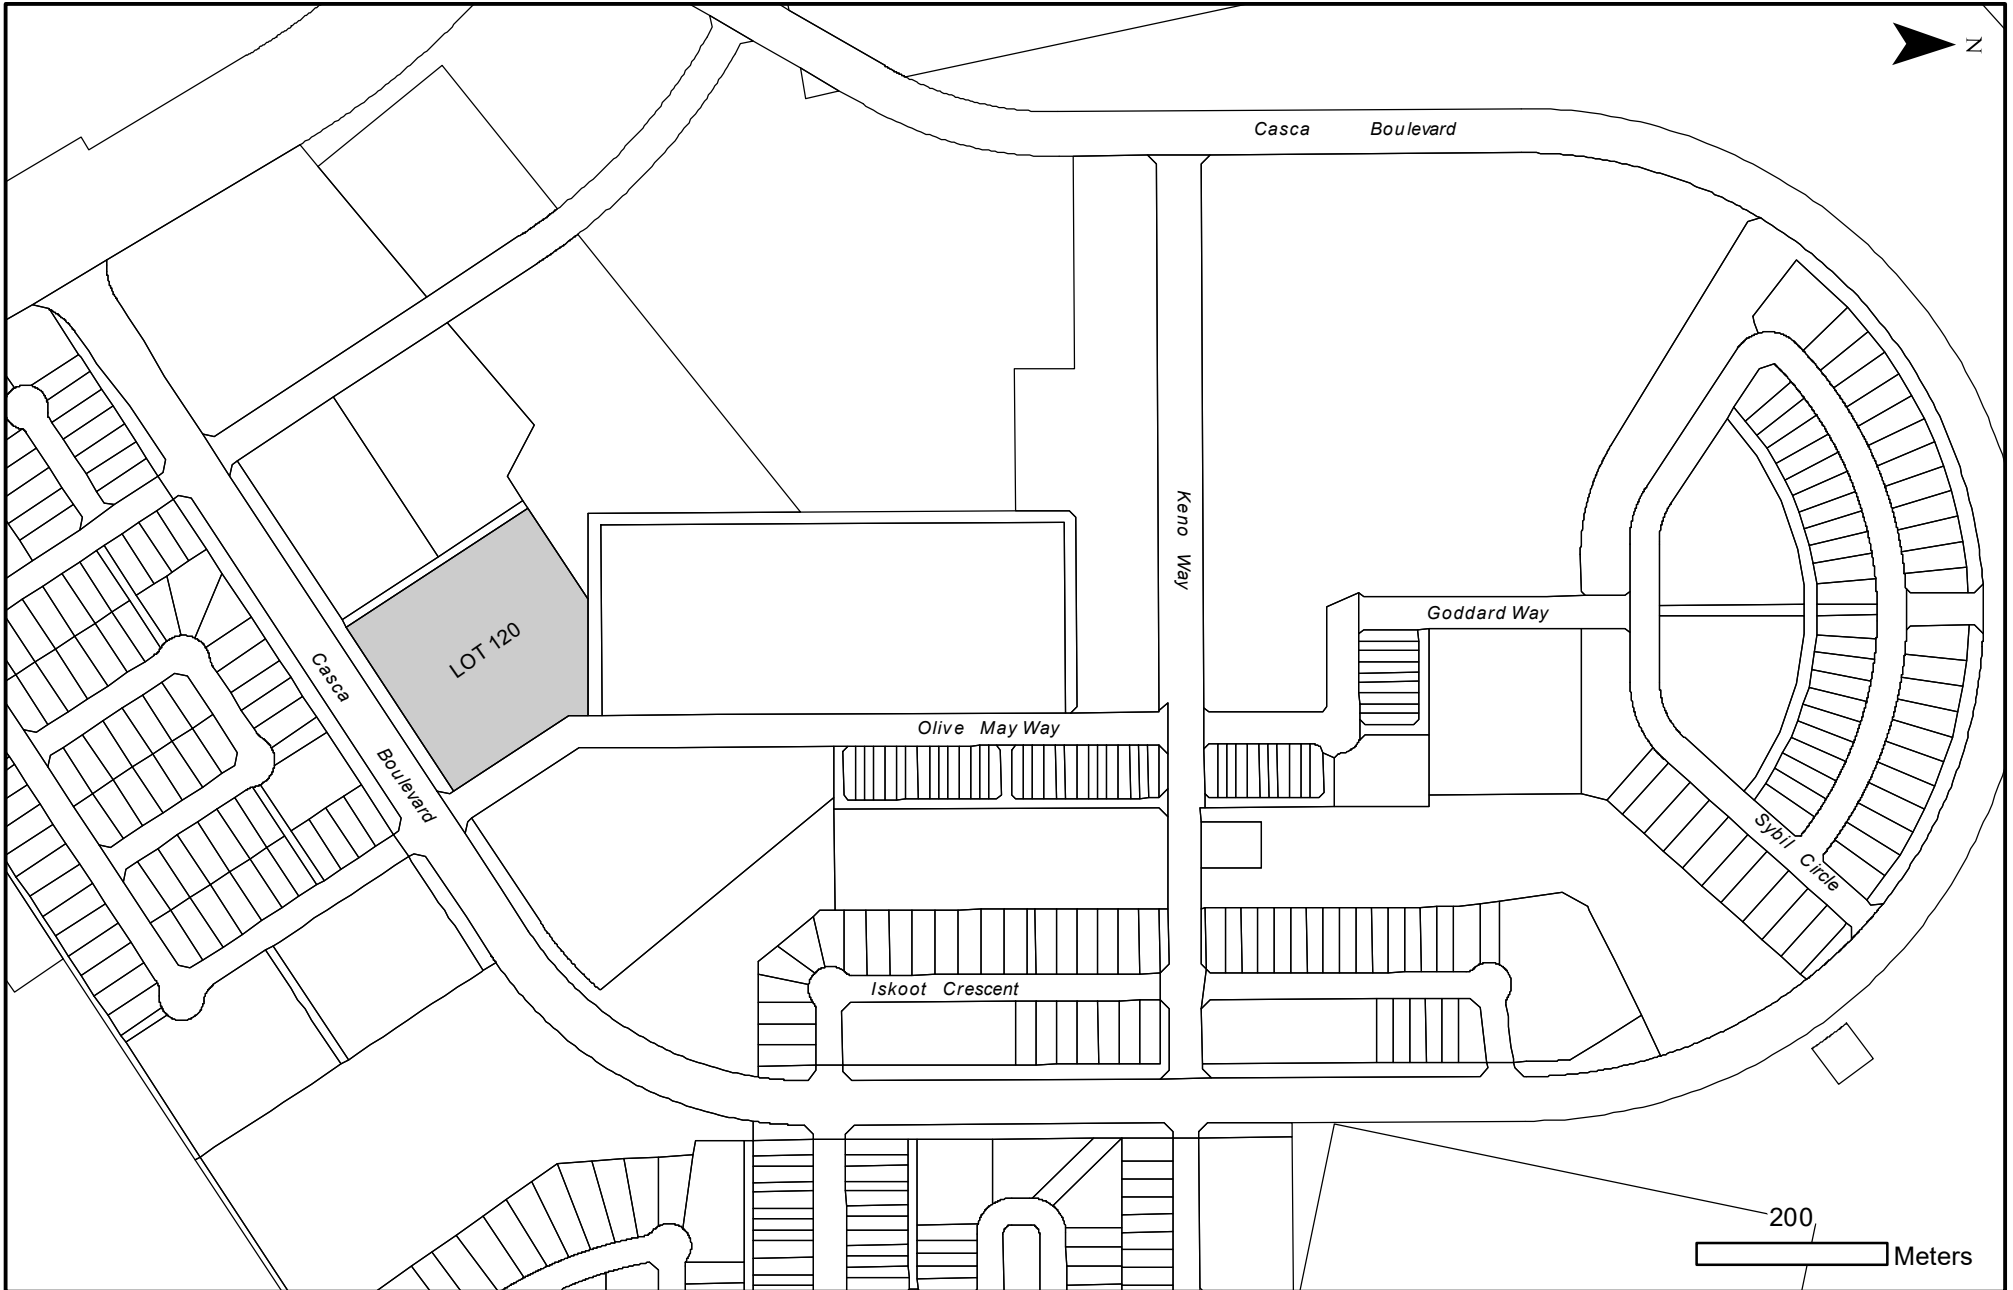 N
Casca Boulevard
Keno Way
Goddard Way
LOT 120
Casca Boulevard
Olive May Way
Sybil Circle
Iskoot Crescent
200
Meters